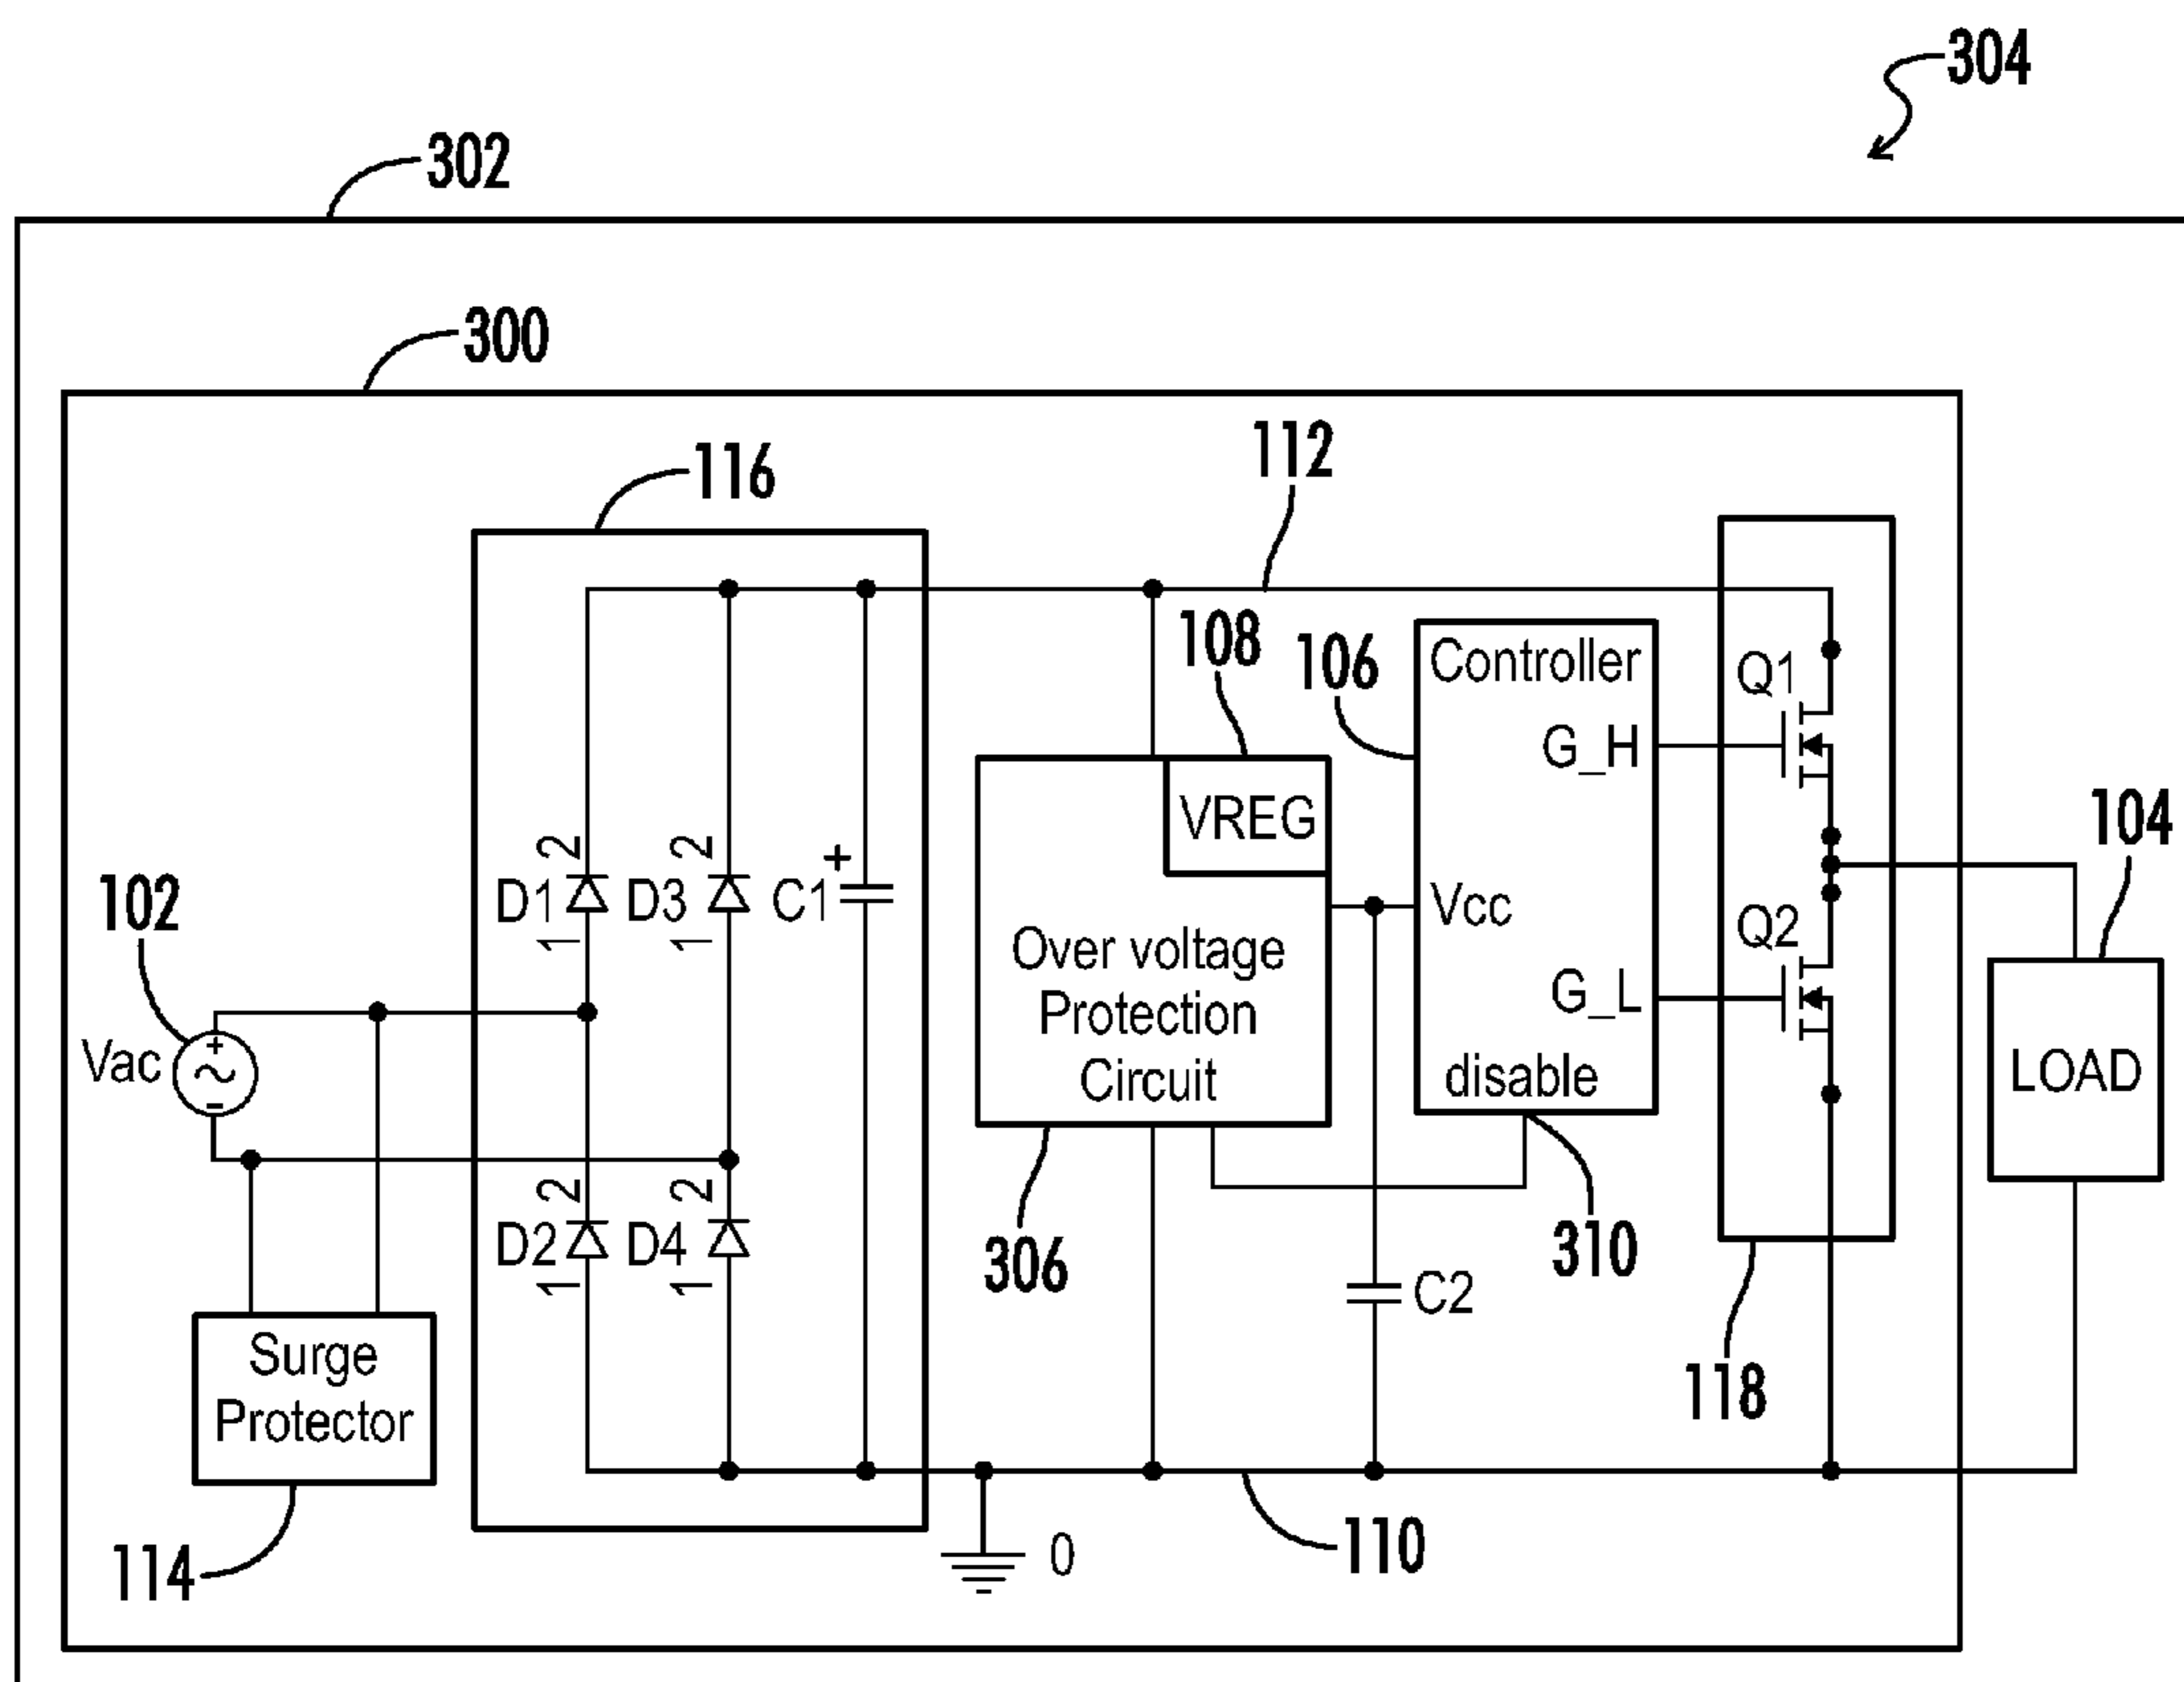 304
302
300
116
112
108
106
Controller
Q1
G_H
VREG
104
2
2
+
D1
D3
C1
102
Vcc
1
1
Q2
Over voltage
Protection
Circuit
G_L
+
Vac
-
disable
LOAD
2
2
D2
D4
1
1
306
310
C2
Surge
Protector
118
114
0
110